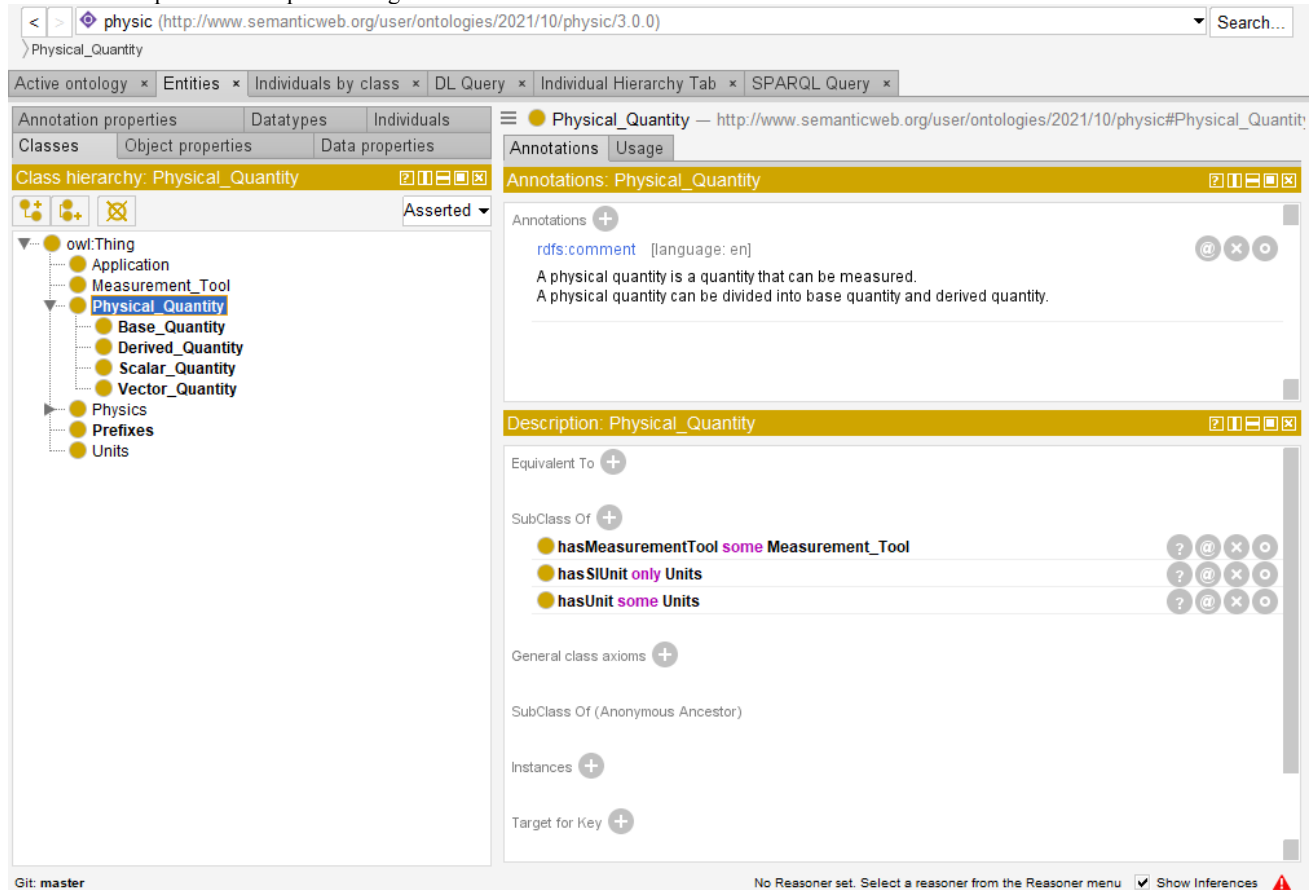 < > physic (http://www.semanticweb.org/user/ontologies/2021/10/physic/3.0.0) Search...
Physical_Quantity
Active ontology × Entities × Individuals by class × DL Query × Individual Hierarchy Tab × SPARQL Query ×
Annotation properties Datatypes Individuals
Classes Object properties Data properties
Class hierarchy: Physical_Quantity
Asserted
owl:Thing
Application
Measurement_Tool
Physical_Quantity
Base_Quantity
Derived_Quantity
Scalar_Quantity
Vector_Quantity
Physics
Prefixes
Units
Physical_Quantity — http://www.semanticweb.org/user/ontologies/2021/10/physic#Physical_Quantity
Annotations Usage
Annotations: Physical_Quantity
Annotations
rdfs:comment [language: en]
A physical quantity is a quantity that can be measured.
A physical quantity can be divided into base quantity and derived quantity.
Description: Physical_Quantity
Equivalent To
SubClass Of
hasMeasurementTool some Measurement_Tool
hasSIUnit only Units
hasUnit some Units
General class axioms
SubClass Of (Anonymous Ancestor)
Instances
Target for Key
Git: master
No Reasoner set. Select a reasoner from the Reasoner menu Show Inferences